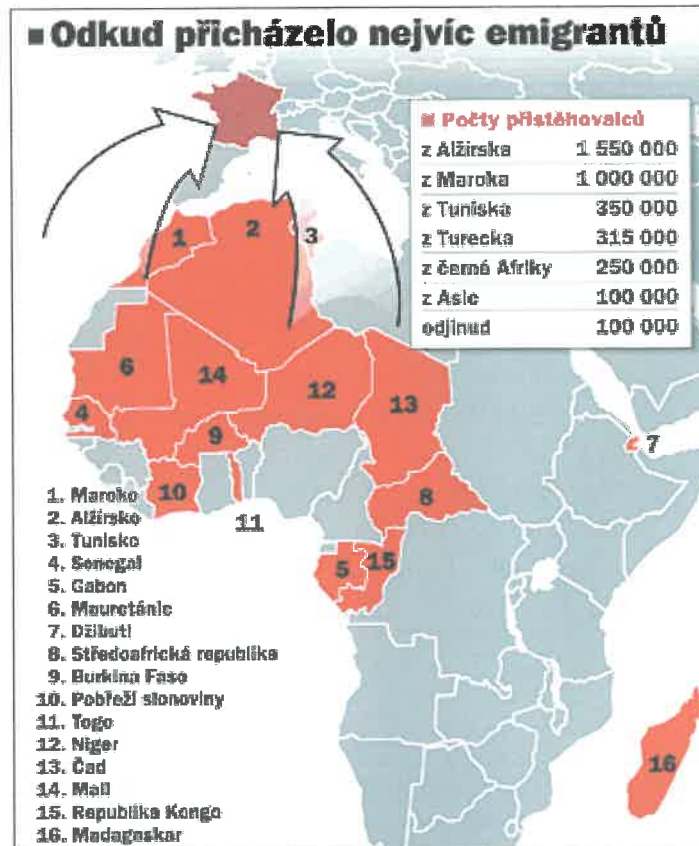 Odkud přicházelo nejvíc emigrantů
Počty přistěhovalců
z Alžírska 1 550 000
z Maroka 1 000 000
z Tuniska 350 000
z Turecka 315 000
z černé Afriky 250 000
z Asie 100 000
odjinud 100 000
1
2
3
6
14
12
13
4
9
7
10
8
11
5
15
16
1. Maroko
2. Alžírsko
3. Tunisko
4. Senegal
5. Gabon
6. Mauretánie
7. Džibuti
8. Středoafrická republika
9. Burkina Faso
10. Pobřeží slonoviny
11. Togo
12. Niger
13. Čad
14. Mali
15. Republika Kongo
16. Madagaskar